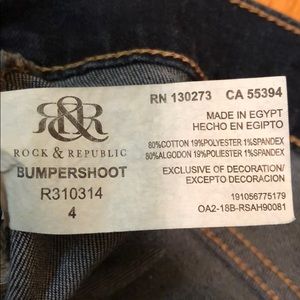 R&R
ROCK & REPUBLIC
BUMPERSHOOT
R310314
4
RN 130273 CA 55394
MADE IN EGYPT
HECHO EN EGIPTO
80%COTTON 19%POLYESTER 1%SPANDEX
80%ALGODON 19%POLIESTER 1%SPANDEX
EXCLUSIVE OF DECORATION/
EXCEPTO DECORACION
191056775179
OA2-18B-RSAH90081